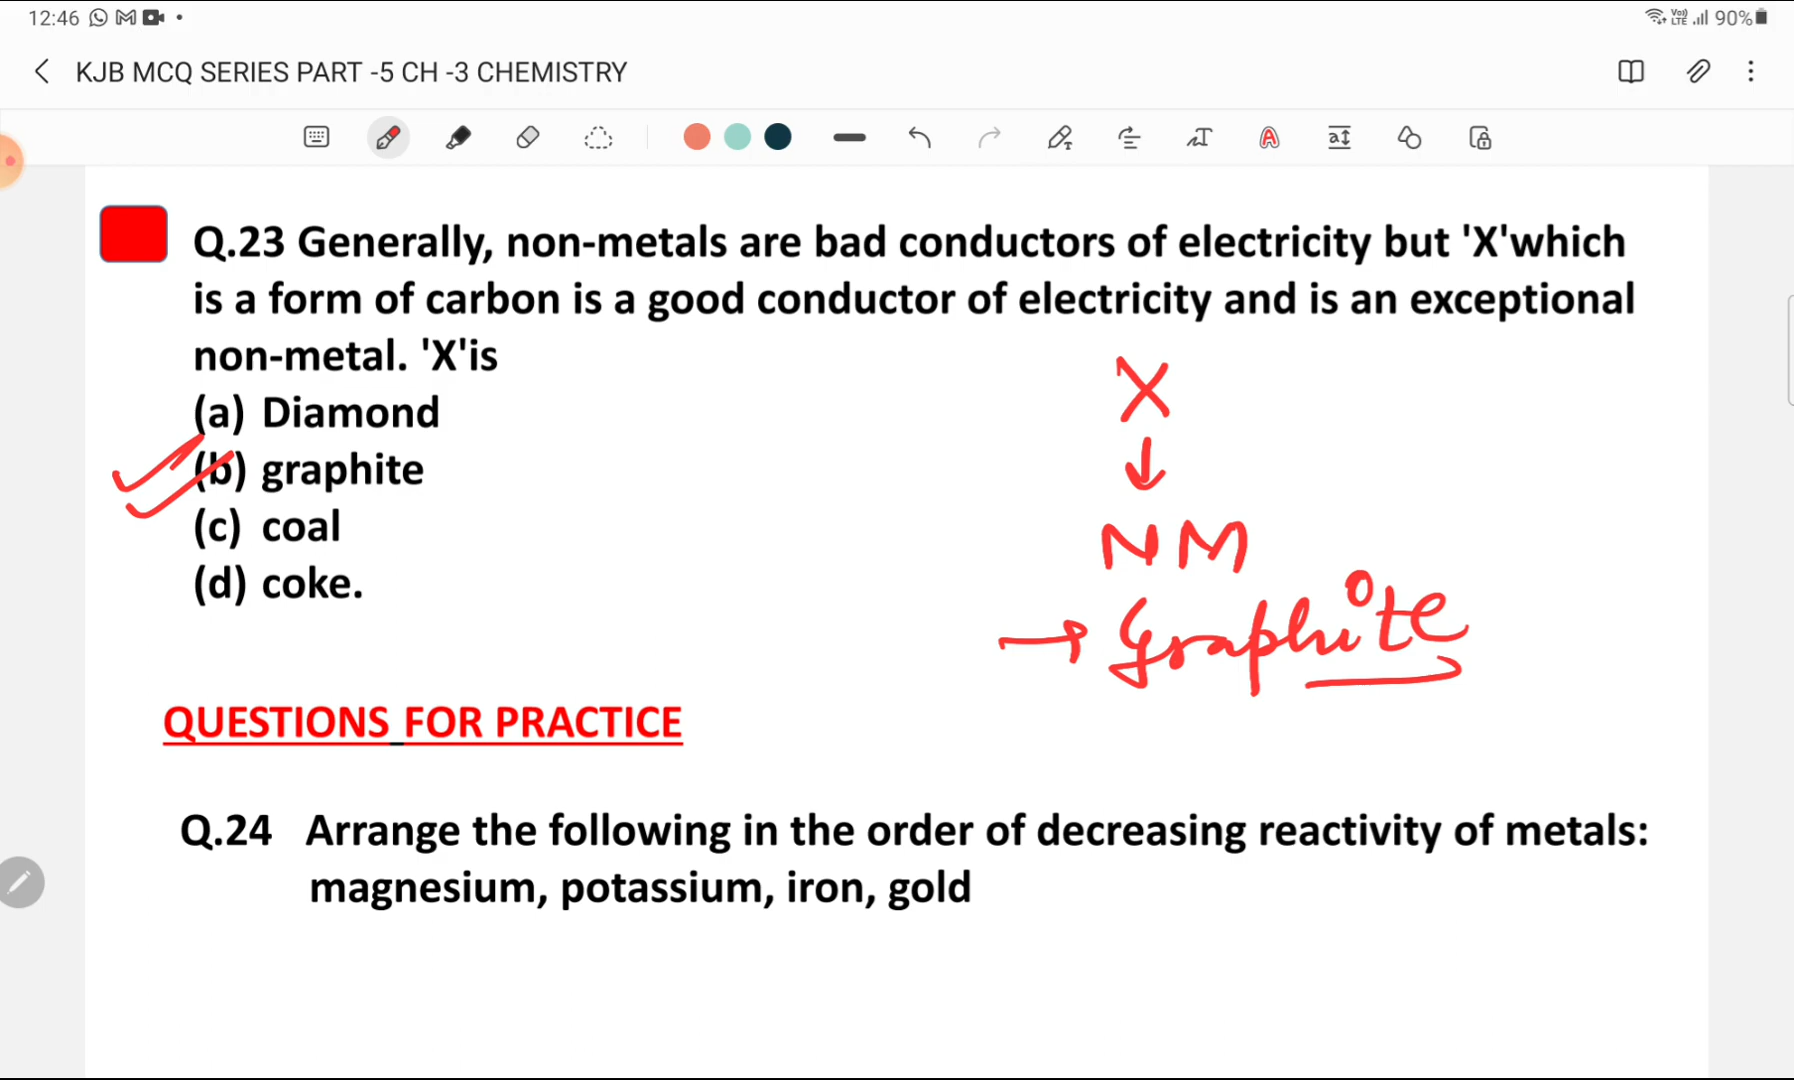 12:46 90%
KJB MCQ SERIES PART -5 CH -3 CHEMISTRY
Q.23 Generally, non-metals are bad conductors of electricity but 'X'which
is a form of carbon is a good conductor of electricity and is an exceptional
non-metal. 'X'is
(a) Diamond
(b) graphite
(c) coal
(d) coke.
X
↓
NM
→ Graphite
QUESTIONS FOR PRACTICE
Q.24 Arrange the following in the order of decreasing reactivity of metals:
magnesium, potassium, iron, gold